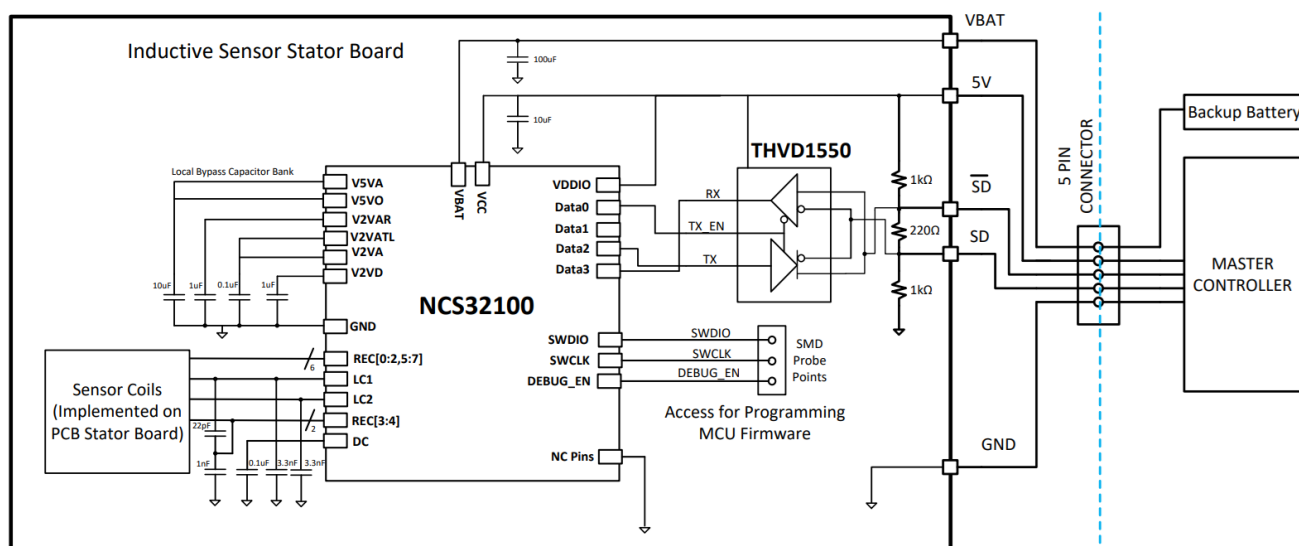 VBAT
Inductive Sensor Stator Board
100uF
5V
10uF
Backup Battery
5 PIN
CONNECTOR
THVD1550
Local Bypass Capacitor Bank
V5VA
V5VO
V2VAR
V2VATL
V2VA
V2VD
GND
VBAT
VCC
VDDIO
Data0
Data1
Data2
Data3
RX
TX_EN
TX
1kΩ
SD
220Ω
SD
1kΩ
10uF
1uF
0.1uF
1uF
NCS32100
MASTER
CONTROLLER
SWDIO
SWCLK
DEBUG_EN
SWDIO
SWCLK
DEBUG_EN
SMD
Probe
Points
Access for Programming
MCU Firmware
Sensor Coils
(Implemented on
PCB Stator Board)
REC[0:2,5:7]
6
LC1
LC2
REC[3:4]
2
DC
22pF
1nF
0.1uF
3.3nF
3.3nF
NC Pins
GND